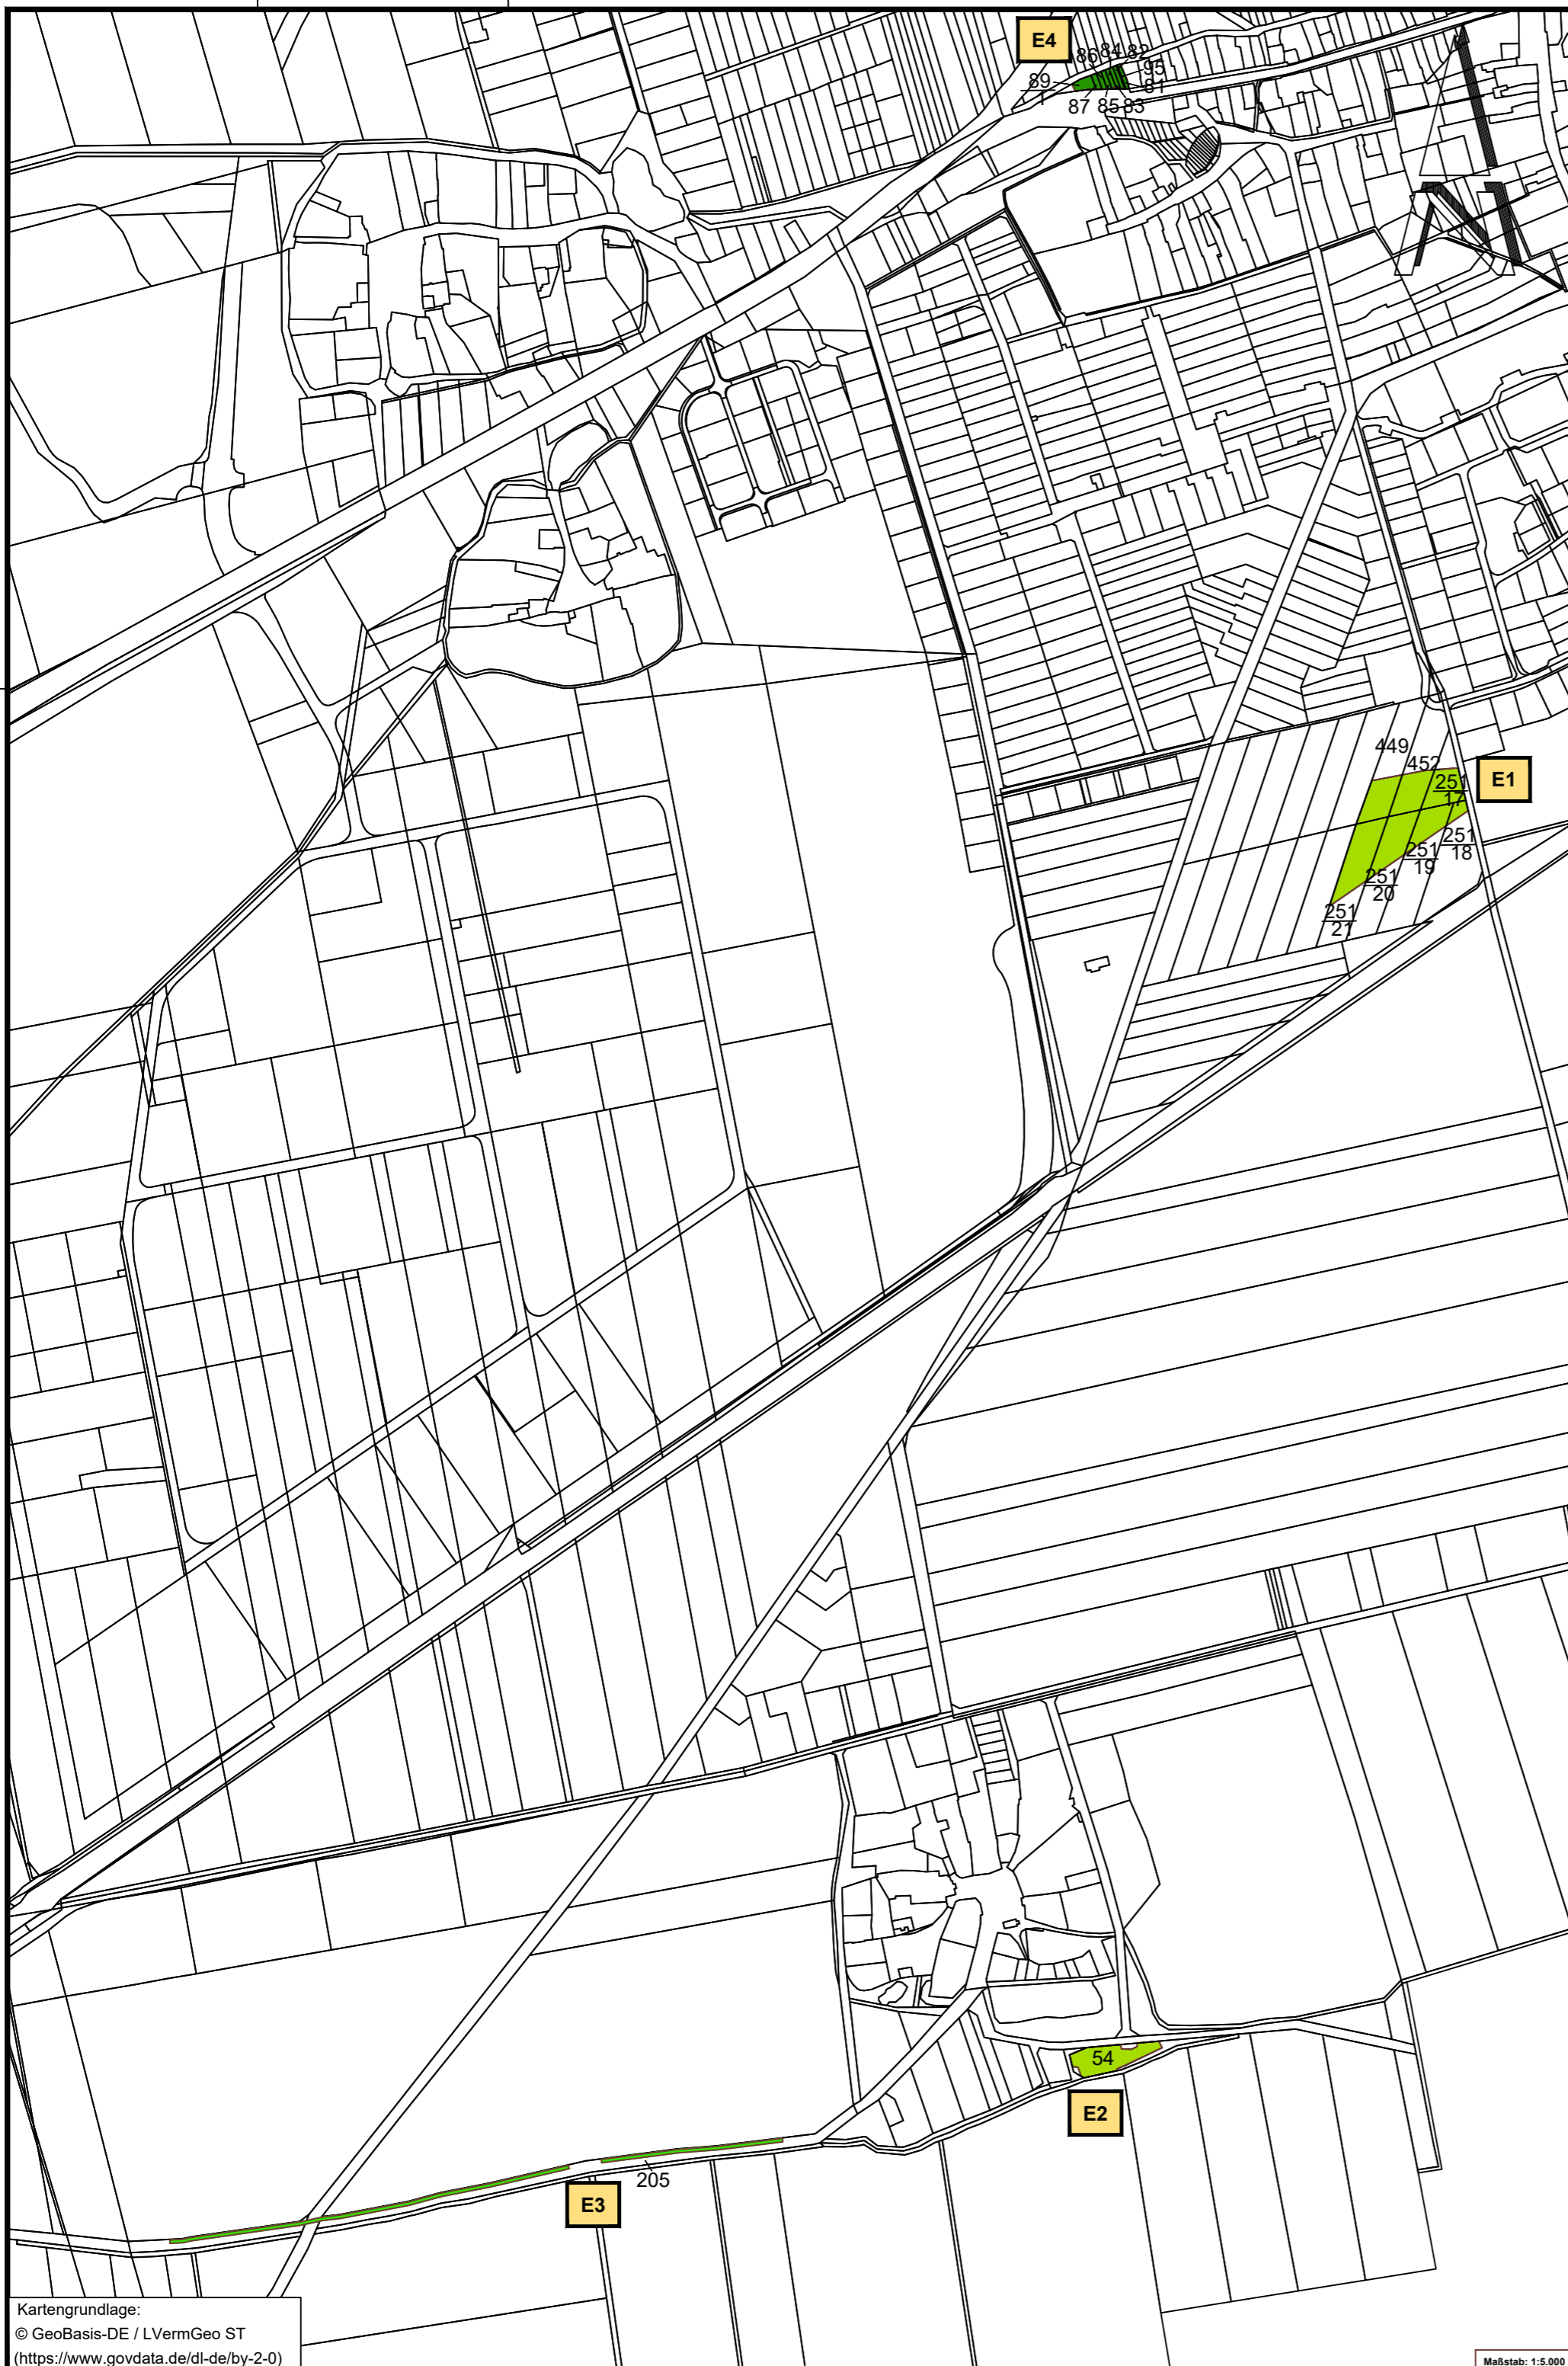 E4
86 84 82
95
89
1
81
87 85 83
449
452
E1
251
17
251
18
251
19
251
20
251
21
54
E2
205
E3
Kartengrundlage:
© GeoBasis-DE / LVermGeo ST
(https://www.govdata.de/dl-de/by-2-0)
Maßstab: 1:5.000